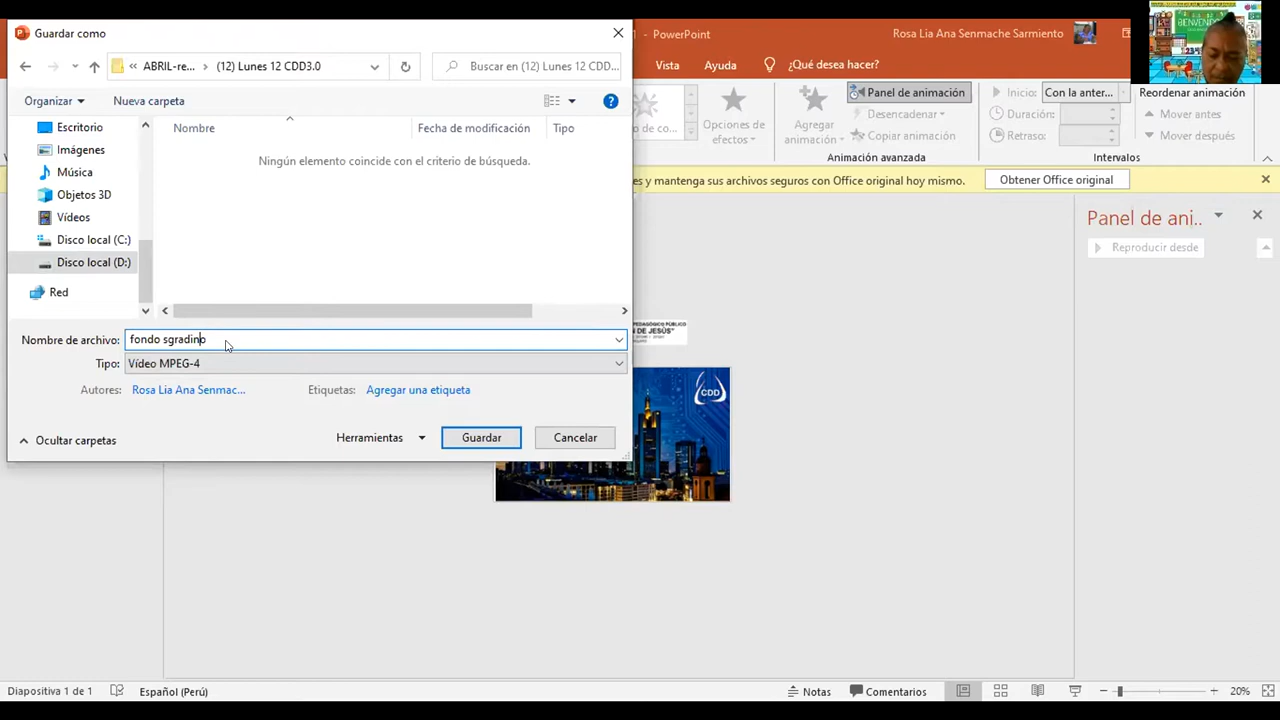 Guardar como
- PowerPoint
Rosa Lia Ana Senmache Sarmiento
BIENVENIDO
« ABRIL-re... > (12) Lunes 12 CDD3.0
Buscar en (12) Lunes 12 CDD...
Vista Ayuda ¿Qué desea hacer?
Organizar Nueva carpeta
Panel de animación
Inicio: Con la anter...
Reordenar animación
Duración:
Mover antes
Retraso:
Mover después
Opciones de efectos
Agregar animación
Desencadenar
Copiar animación
Animación avanzada
Intervalos
Nombre Fecha de modificación Tipo
Ningún elemento coincide con el criterio de búsqueda.
Escritorio
Imágenes
Música
Objetos 3D
Vídeos
Disco local (C:)
Disco local (D:)
Red
es y mantenga sus archivos seguros con Office original hoy mismo. Obtener Office original
Panel de ani..
Reproducir desde
Nombre de archivo: fondo sgradino
Tipo: Vídeo MPEG-4
Autores: Rosa Lia Ana Senmac... Etiquetas: Agregar una etiqueta
Ocultar carpetas
Herramientas Guardar Cancelar
PEDAGÓGICO PÚBLICO
DE JESÚS"
CDD
Diapositiva 1 de 1 Español (Perú) Notas Comentarios 20%